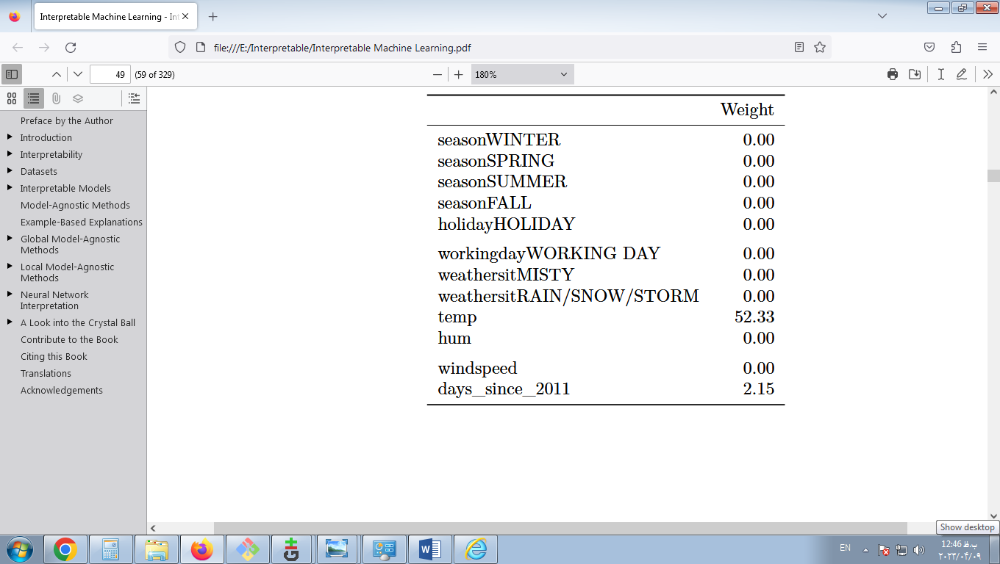 Interpretable Machine Learning - Int
file:///E:/Interpretable/Interpretable Machine Learning.pdf
49 (59 of 329)
180%
Preface by the Author
Introduction
Interpretability
Datasets
Interpretable Models
Model-Agnostic Methods
Example-Based Explanations
Global Model-Agnostic
Methods
Local Model-Agnostic
Methods
Neural Network
Interpretation
A Look into the Crystal Ball
Contribute to the Book
Citing this Book
Translations
Acknowledgements
Weight
seasonWINTER 0.00
seasonSPRING 0.00
seasonSUMMER 0.00
seasonFALL 0.00
holidayHOLIDAY 0.00
workingdayWORKING DAY 0.00
weathersitMISTY 0.00
weathersitRAIN/SNOW/STORM 0.00
temp 52.33
hum 0.00
windspeed 0.00
days_since_2011 2.15
Show desktop
EN
12:46 ب.ظ
۲۰۲۳/۰۴/۰۹